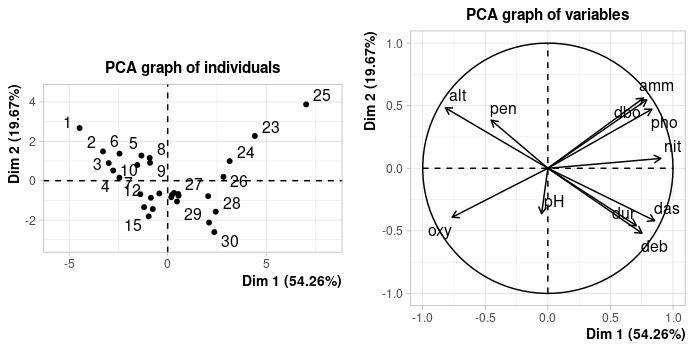 PCA graph of individuals
Dim 2 (19.67%)
4
2
0
-2
-5
0
5
Dim 1 (54.26%)
1
2
3
4
5
6
7
8
9
10
12
15
23
24
25
26
27
28
29
30
PCA graph of variables
Dim 2 (19.67%)
1.0
0.5
0.0
-0.5
-1.0
-1.0
-0.5
0.0
0.5
1.0
Dim 1 (54.26%)
alt
pen
amm
dbo
pho
nit
pH
dur
das
deb
oxy